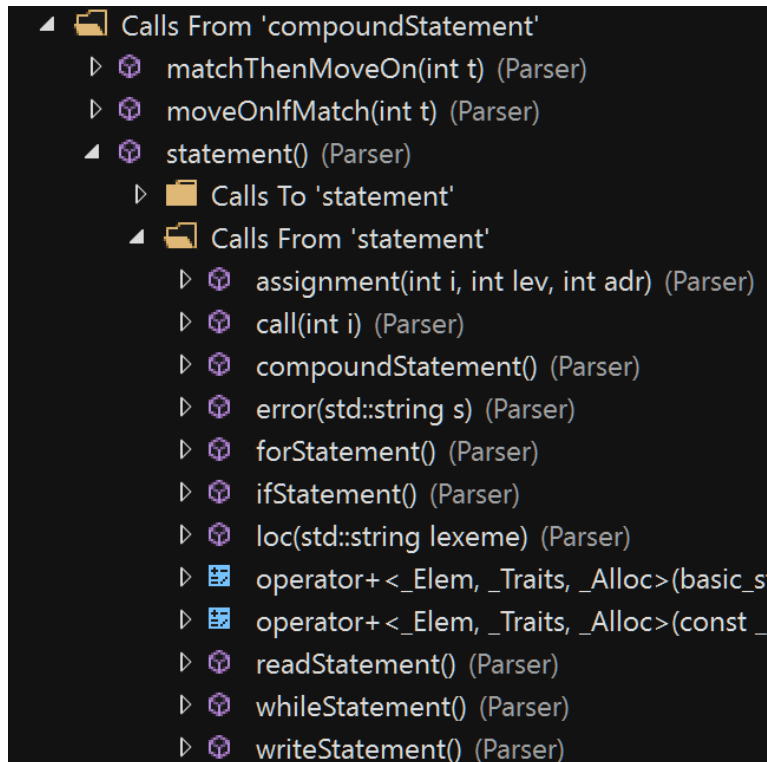 Calls From 'compoundStatement'
matchThenMoveOn(int t) (Parser)
moveOnIfMatch(int t) (Parser)
statement() (Parser)
Calls To 'statement'
Calls From 'statement'
assignment(int i, int lev, int adr) (Parser)
call(int i) (Parser)
compoundStatement() (Parser)
error(std::string s) (Parser)
forStatement() (Parser)
ifStatement() (Parser)
loc(std::string lexeme) (Parser)
operator+<_Elem, _Traits, _Alloc>(basic_s
operator+<_Elem, _Traits, _Alloc>(const _
readStatement() (Parser)
whileStatement() (Parser)
writeStatement() (Parser)